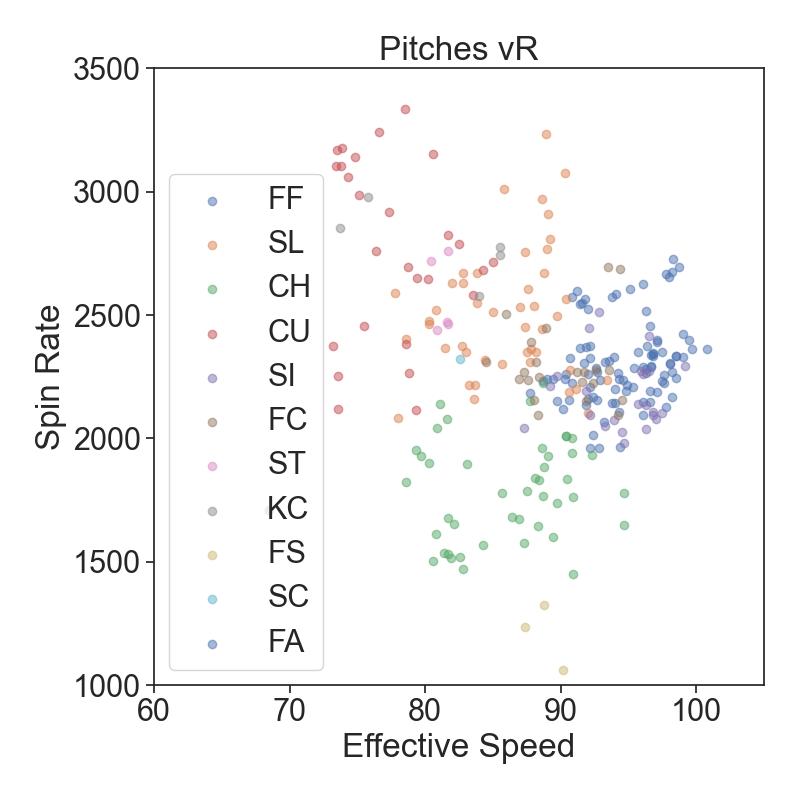 Pitches vR
3500
3000
2500
2000
1500
1000
Spin Rate
FF
SL
CH
CU
SI
FC
ST
KC
FS
SC
FA
60 70 80 90 100
Effective Speed